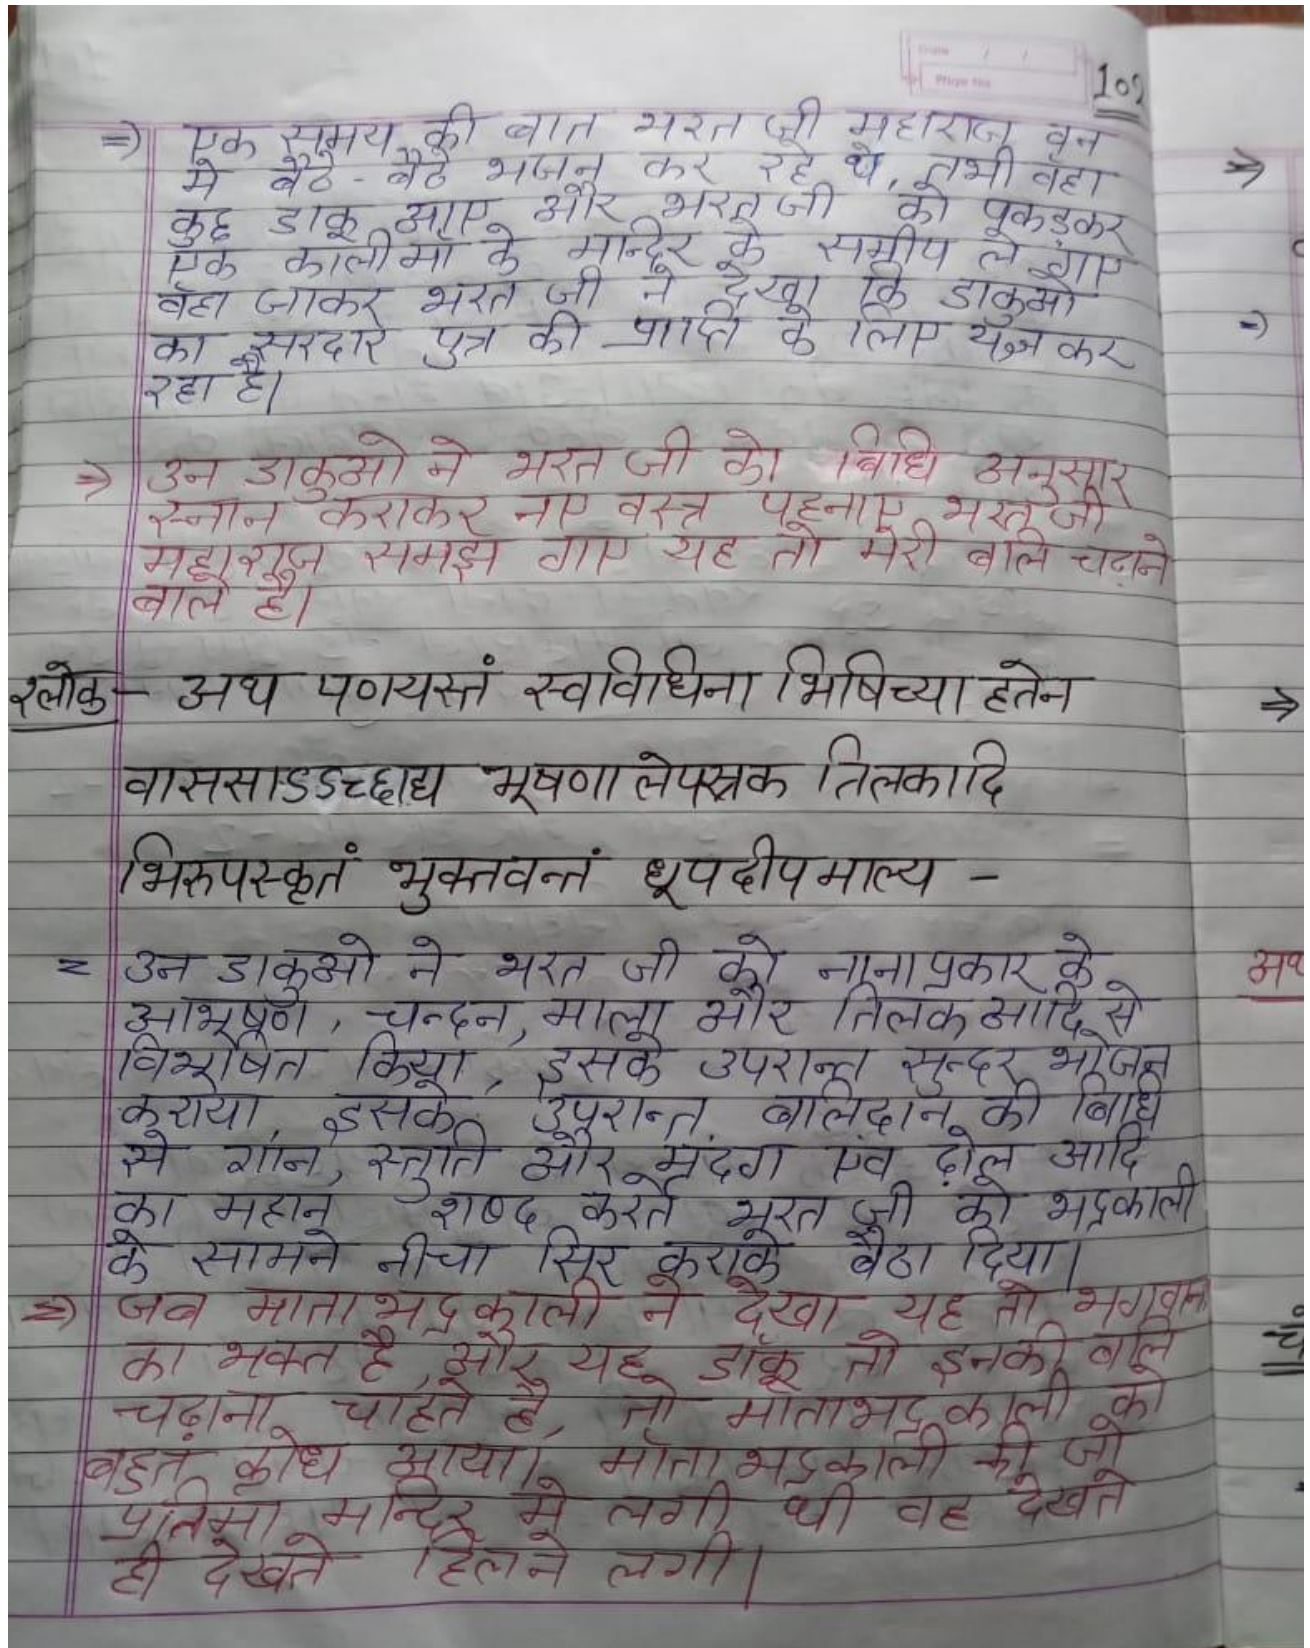 Date / /
Page No
102
=) एक समय की बात भरत जी महाराज वन
मे बैठे - बैठे भजन कर रहे थे, तभी वहा
कुछ डाकू आए और भरत जी को पकड़कर
एक काली माँ के मन्दिर के समीप ले गाए
वहा जाकर भरत जी ने देखा कि डाकुओ
का सरदार पुत्र की प्राप्ति के लिए यज्ञ कर
रहा है।
⇒ उन डाकुओ ने भरत जी को बिधि अनुसार
स्नान कराकर नए वस्त्र पहनाए भरत जी
महाराज समझ गाए यह तो मेरी बलि चढ़ाने
बाले है।
श्लोक - अथ पणयस्तं स्वविधिना भिषिच्या हतेन
वाससाडडच्छाद्य भूषणा लेपस्रक तिलकादि
भिरुपस्कृतं भुक्तवन्तं धूपदीपमाल्य -
= उन डाकुओ ने भरत जी को नाना प्रकार के
आभूषण, चन्दन, माला और तिलक आदि से
विभूषित किया, इसके उपरान्त सुन्दर भोजन
कराया, इसके उपरान्त बलिदान की बिधि
से गान, स्तुति और मृदंग एंव ढ़ोल आदि
का महान शब्द करते भरत जी को भद्रकाली
के सामने नीचा सिर कराके बैठा दिया।
⇒ जब माता भद्रकाली ने देखा यह तो भगवान
का भक्त है, और यह डाँकू तो इनकी बलि
चढ़ाना चाहते है, तो माता भद्रकाली को
बहुत क्रोध आया। माँता भद्रकाली की जो
प्रतिमा मन्दिर मे लगी थी वह देखते
ही देखते हिलने लगी।
अथ